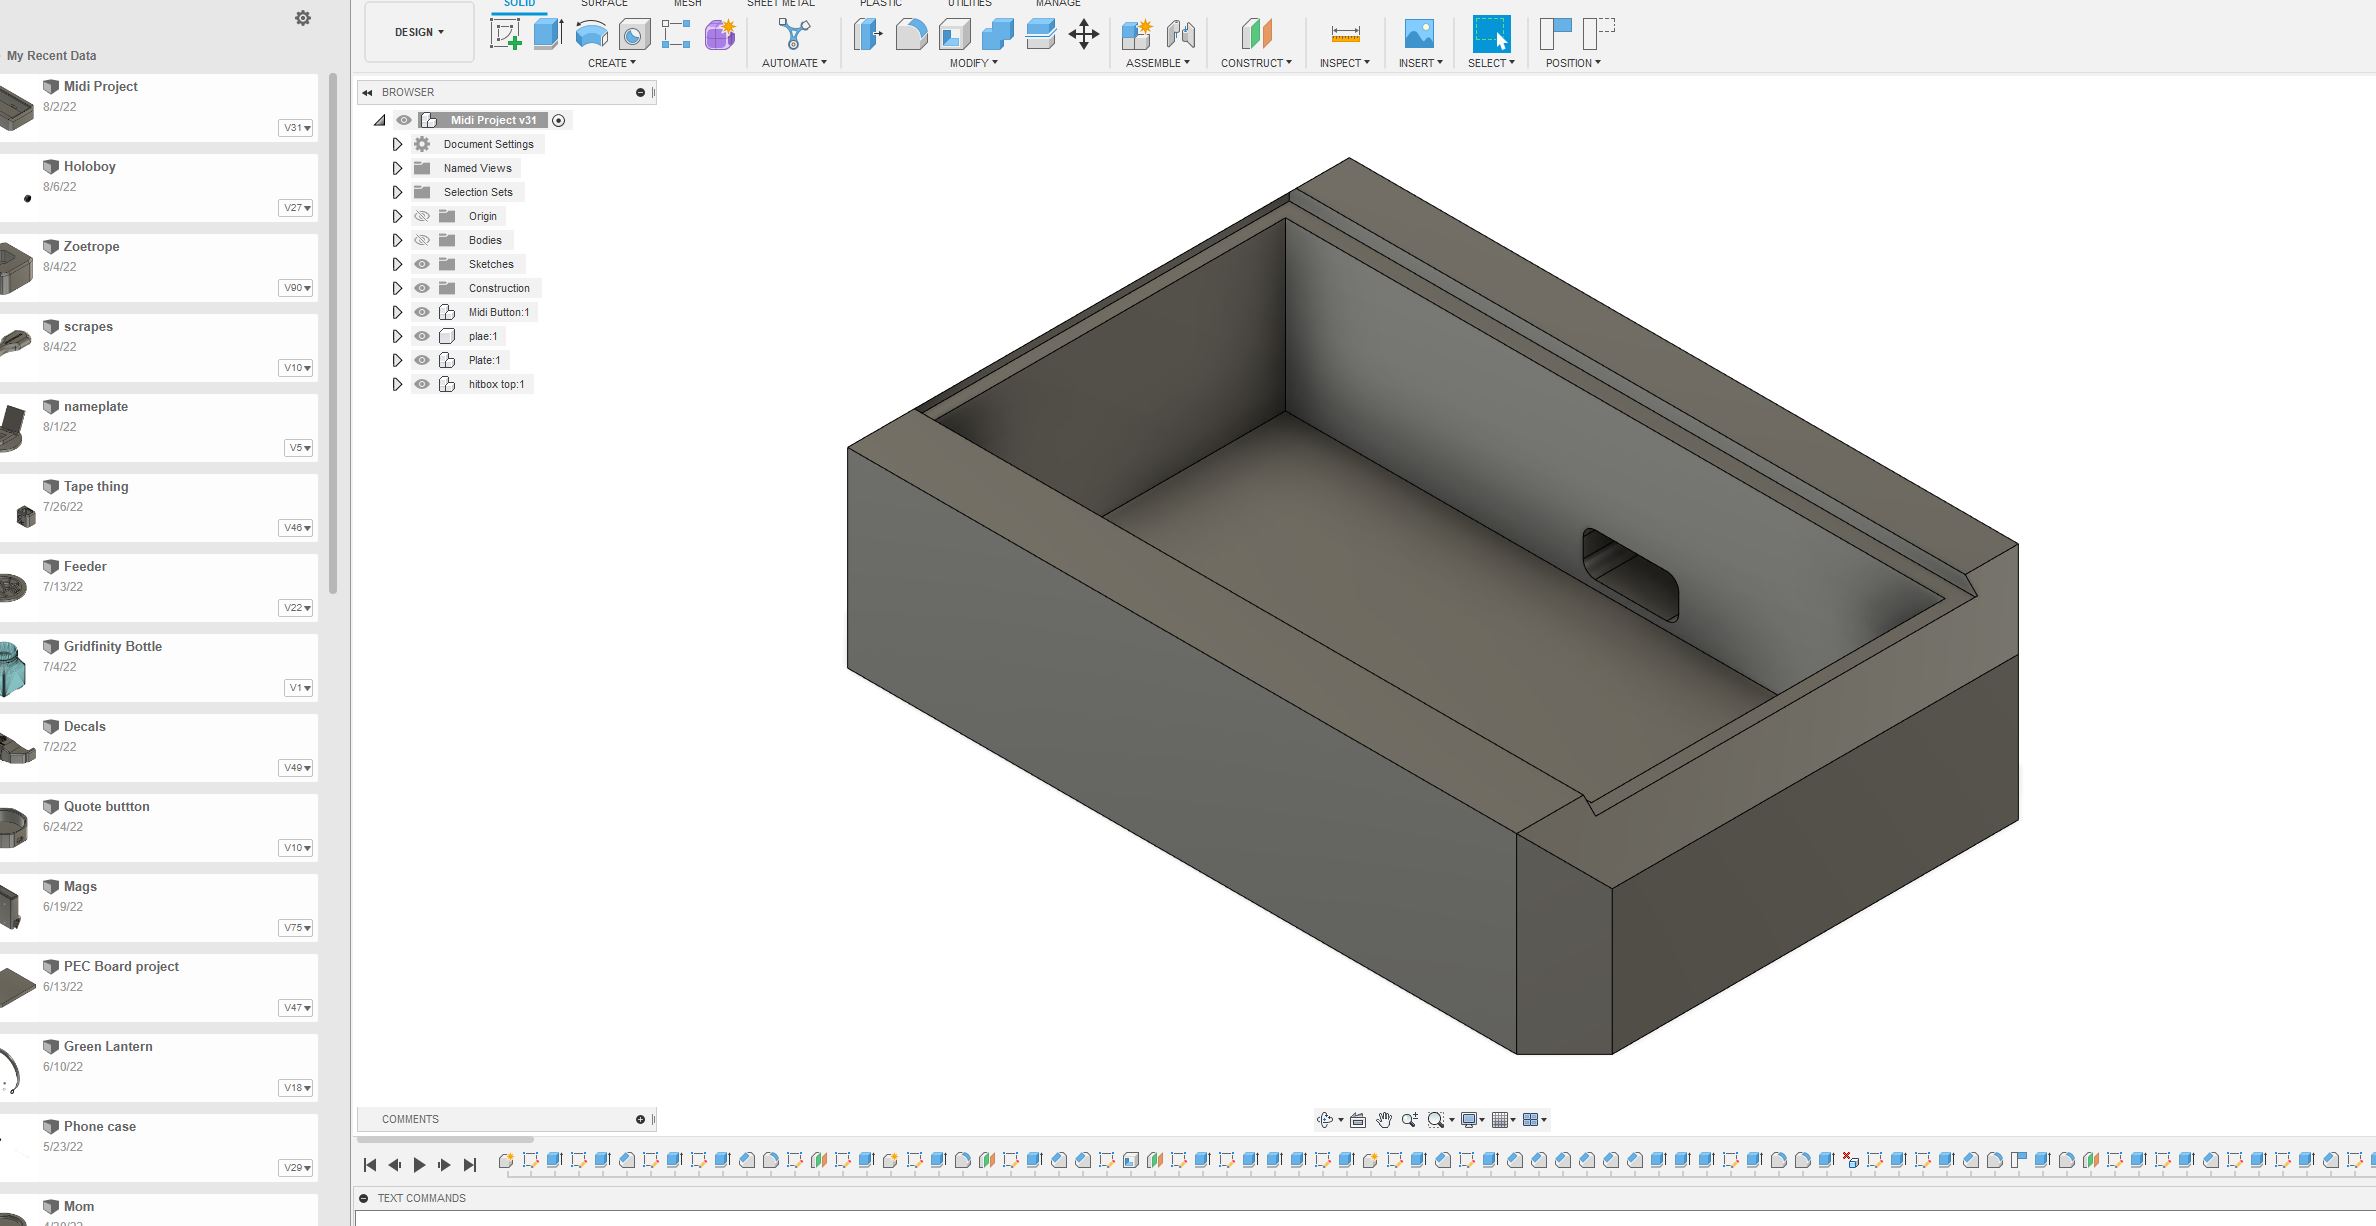 SOLID
SURFACE
MESH
SHEET METAL
PLASTIC
UTILITIES
MANAGE
DESIGN
CREATE
AUTOMATE
MODIFY
ASSEMBLE
CONSTRUCT
INSPECT
INSERT
SELECT
POSITION
My Recent Data
Midi Project
8/2/22
V31
Holoboy
8/6/22
V27
Zoetrope
8/4/22
V90
scrapes
8/4/22
V10
nameplate
8/1/22
V5
Tape thing
7/26/22
V46
Feeder
7/13/22
V22
Gridfinity Bottle
7/4/22
V1
Decals
7/2/22
V49
Quote buttton
6/24/22
V10
Mags
6/19/22
V75
PEC Board project
6/13/22
V47
Green Lantern
6/10/22
V18
Phone case
5/23/22
V29
Mom
BROWSER
Midi Project v31
Document Settings
Named Views
Selection Sets
Origin
Bodies
Sketches
Construction
Midi Button:1
plae:1
Plate:1
hitbox top:1
COMMENTS
TEXT COMMANDS